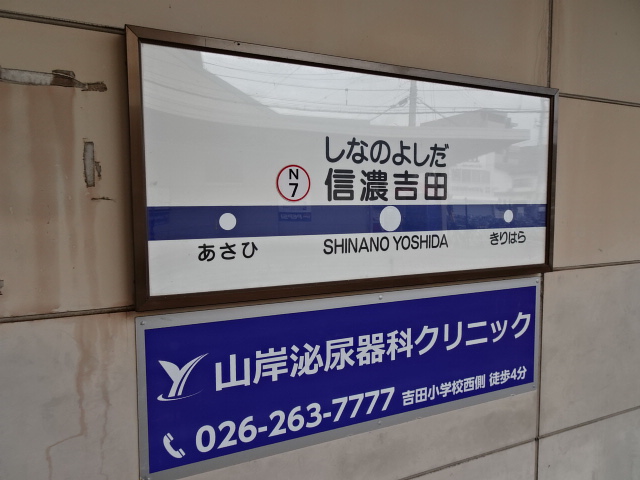 しなのよしだ
N
7
信濃吉田
あさひ
SHINANO YOSHIDA
きりはら
山岸泌尿器科クリニック
026-263-7777 吉田小学校西側 徒歩4分